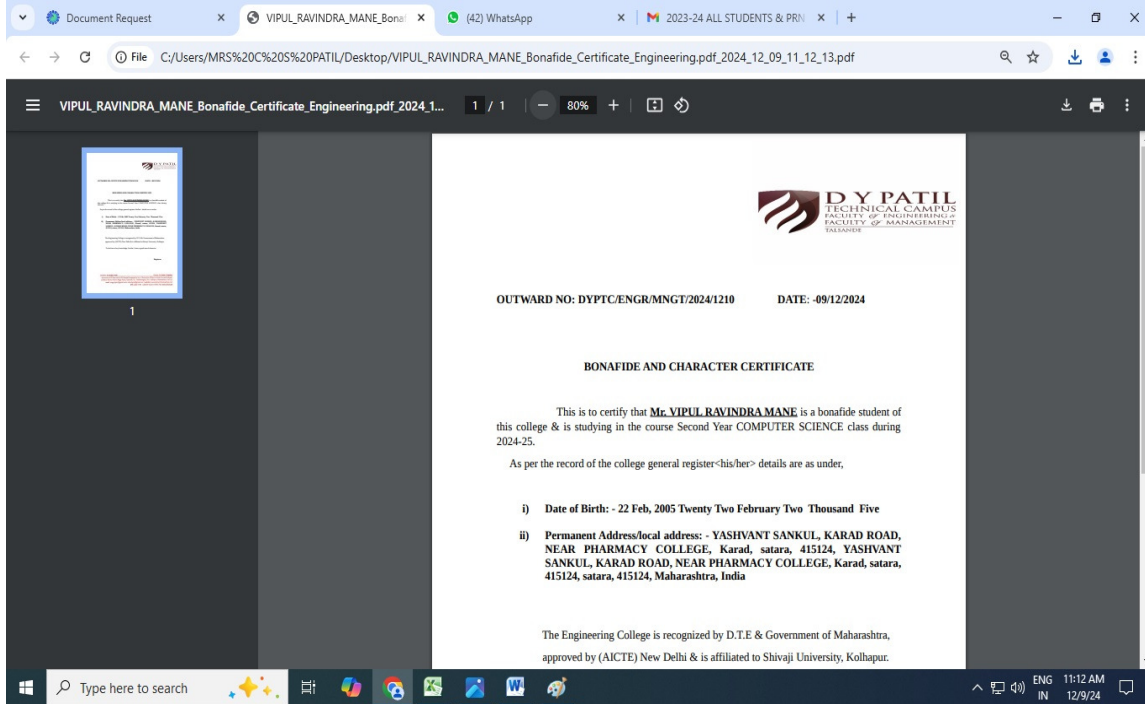 Document Request
VIPUL_RAVINDRA_MANE_Bona
(42) WhatsApp
2023-24 ALL STUDENTS & PRN
File C:/Users/MRS%20C%20S%20PATIL/Desktop/VIPUL_RAVINDRA_MANE_Bonafide_Certificate_Engineering.pdf_2024_12_09_11_12_13.pdf
VIPUL_RAVINDRA_MANE_Bonafide_Certificate_Engineering.pdf_2024_1... 1 / 1 80%
1
D Y PATIL
TECHNICAL CAMPUS
FACULTY of ENGINEERING &
FACULTY of MANAGEMENT
TALSANDE
OUTWARD NO: DYPTC/ENGR/MNGT/2024/1210 DATE: -09/12/2024
BONAFIDE AND CHARACTER CERTIFICATE
This is to certify that Mr. VIPUL RAVINDRA MANE is a bonafide student of
this college & is studying in the course Second Year COMPUTER SCIENCE class during
2024-25.
As per the record of the college general register<his/her> details are as under,
i) Date of Birth: - 22 Feb, 2005 Twenty Two February Two Thousand Five
ii) Permanent Address/local address: - YASHVANT SANKUL, KARAD ROAD,
NEAR PHARMACY COLLEGE, Karad, satara, 415124, YASHVANT
SANKUL, KARAD ROAD, NEAR PHARMACY COLLEGE, Karad, satara,
415124, satara, 415124, Maharashtra, India
The Engineering College is recognized by D.T.E & Government of Maharashtra,
approved by (AICTE) New Delhi & is affiliated to Shivaji University, Kolhapur.
Type here to search
ENG 11:12 AM
IN 12/9/24